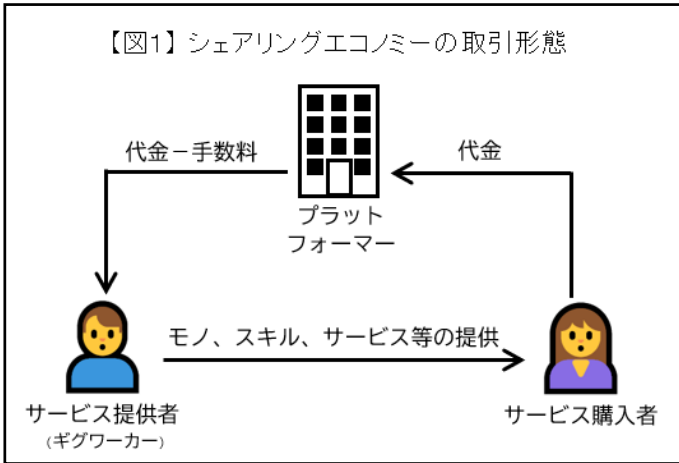 【図1】シェアリングエコノミーの取引形態
代金－手数料
代金
プラット
フォーマー
モノ、スキル、サービス等の提供
サービス提供者
(ギグワーカー)
サービス購入者